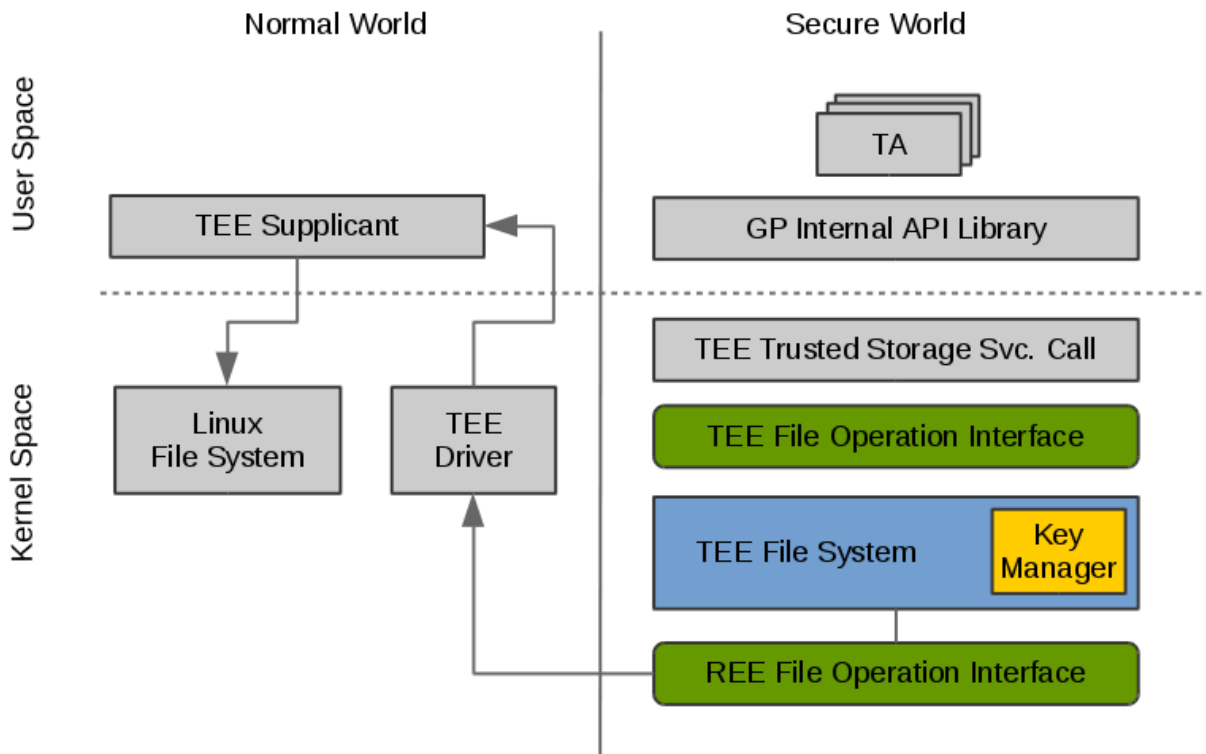 Normal World
Secure World
User Space
TA
TEE Supplicant
GP Internal API Library
Kernel Space
TEE Trusted Storage Svc. Call
Linux
File System
TEE
Driver
TEE File Operation Interface
TEE File System
Key
Manager
REE File Operation Interface